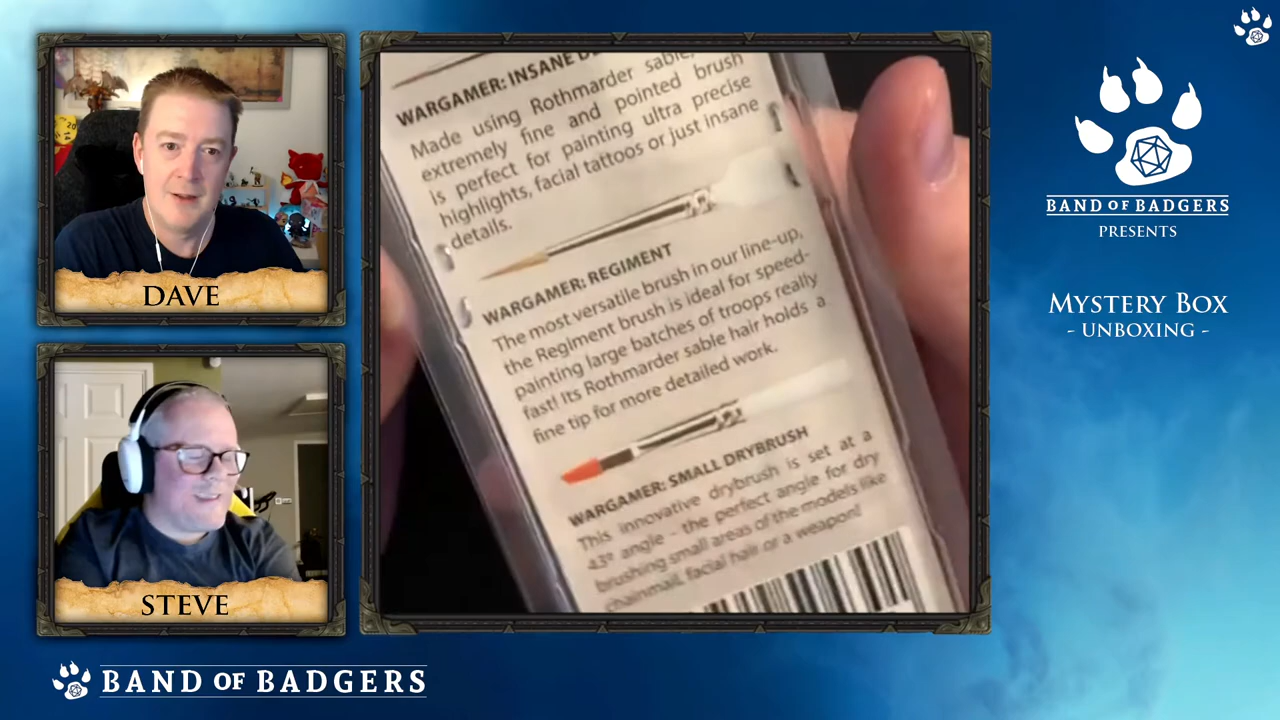 DAVE
STEVE
BAND OF BADGERS
WARGAMER: INSANE
Made using Rothmarder sable,
extremely fine and pointed brush
is perfect for painting ultra precise
highlights, facial tattoos or just insane
details.
WARGAMER: REGIMENT
The most versatile brush in our line-up,
the Regiment brush is ideal for speed-
painting large batches of troops really
fast! Its Rothmarder sable hair holds a
fine tip for more detailed work.
WARGAMER: SMALL DRYBRUSH
This innovative drybrush is set at a
43º angle - the perfect angle for dry
brushing small areas of the models like
chainmail, facial hair or a weapon!
BAND OF BADGERS
PRESENTS
MYSTERY BOX
- UNBOXING -